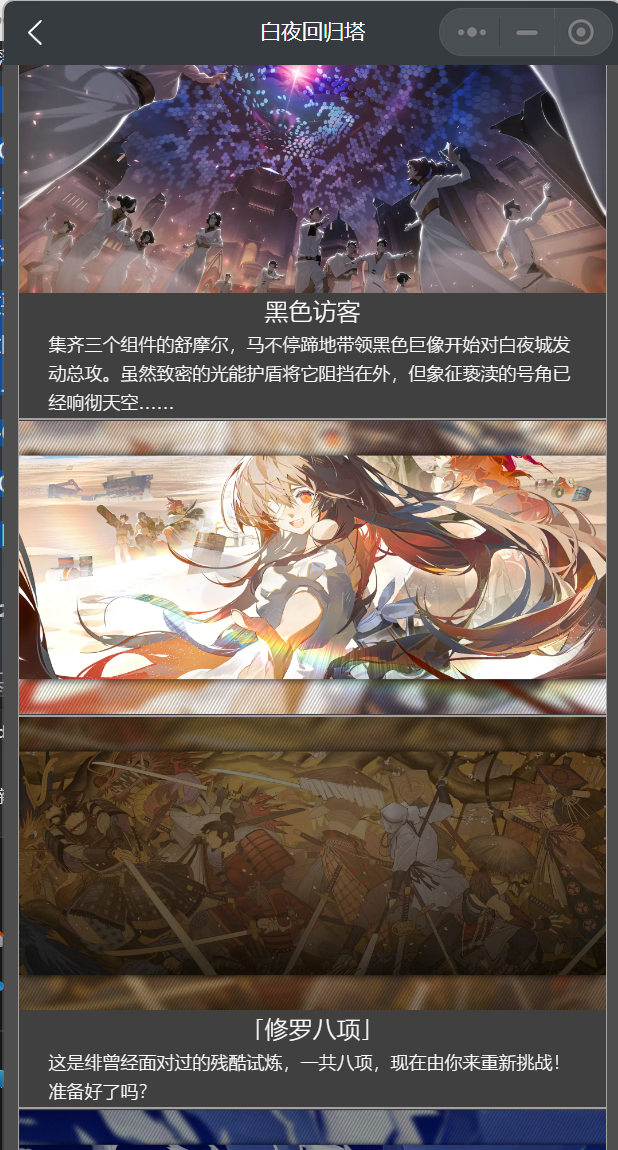 白夜回归塔
黑色访客
集齐三个组件的舒摩尔，马不停蹄地带领黑色巨像开始对白夜城发
动总攻。虽然致密的光能护盾将它阻挡在外，但象征亵渎的号角已
经响彻天空......
「修罗八项」
这是绯曾经面对过的残酷试炼，一共八项，现在由你来重新挑战！
准备好了吗？